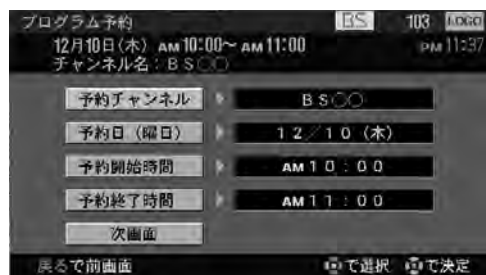 プログラム予約 BS 103 LOGO
12月10日(木) AM10:00~AM11:00 PM11:37
チャンネル名:BS○○
予約チャンネル BS○○
予約日(曜日) 12/10(木)
予約開始時間 AM10:00
予約終了時間 AM11:00
次画面
戻るで前画面 で選択 で決定